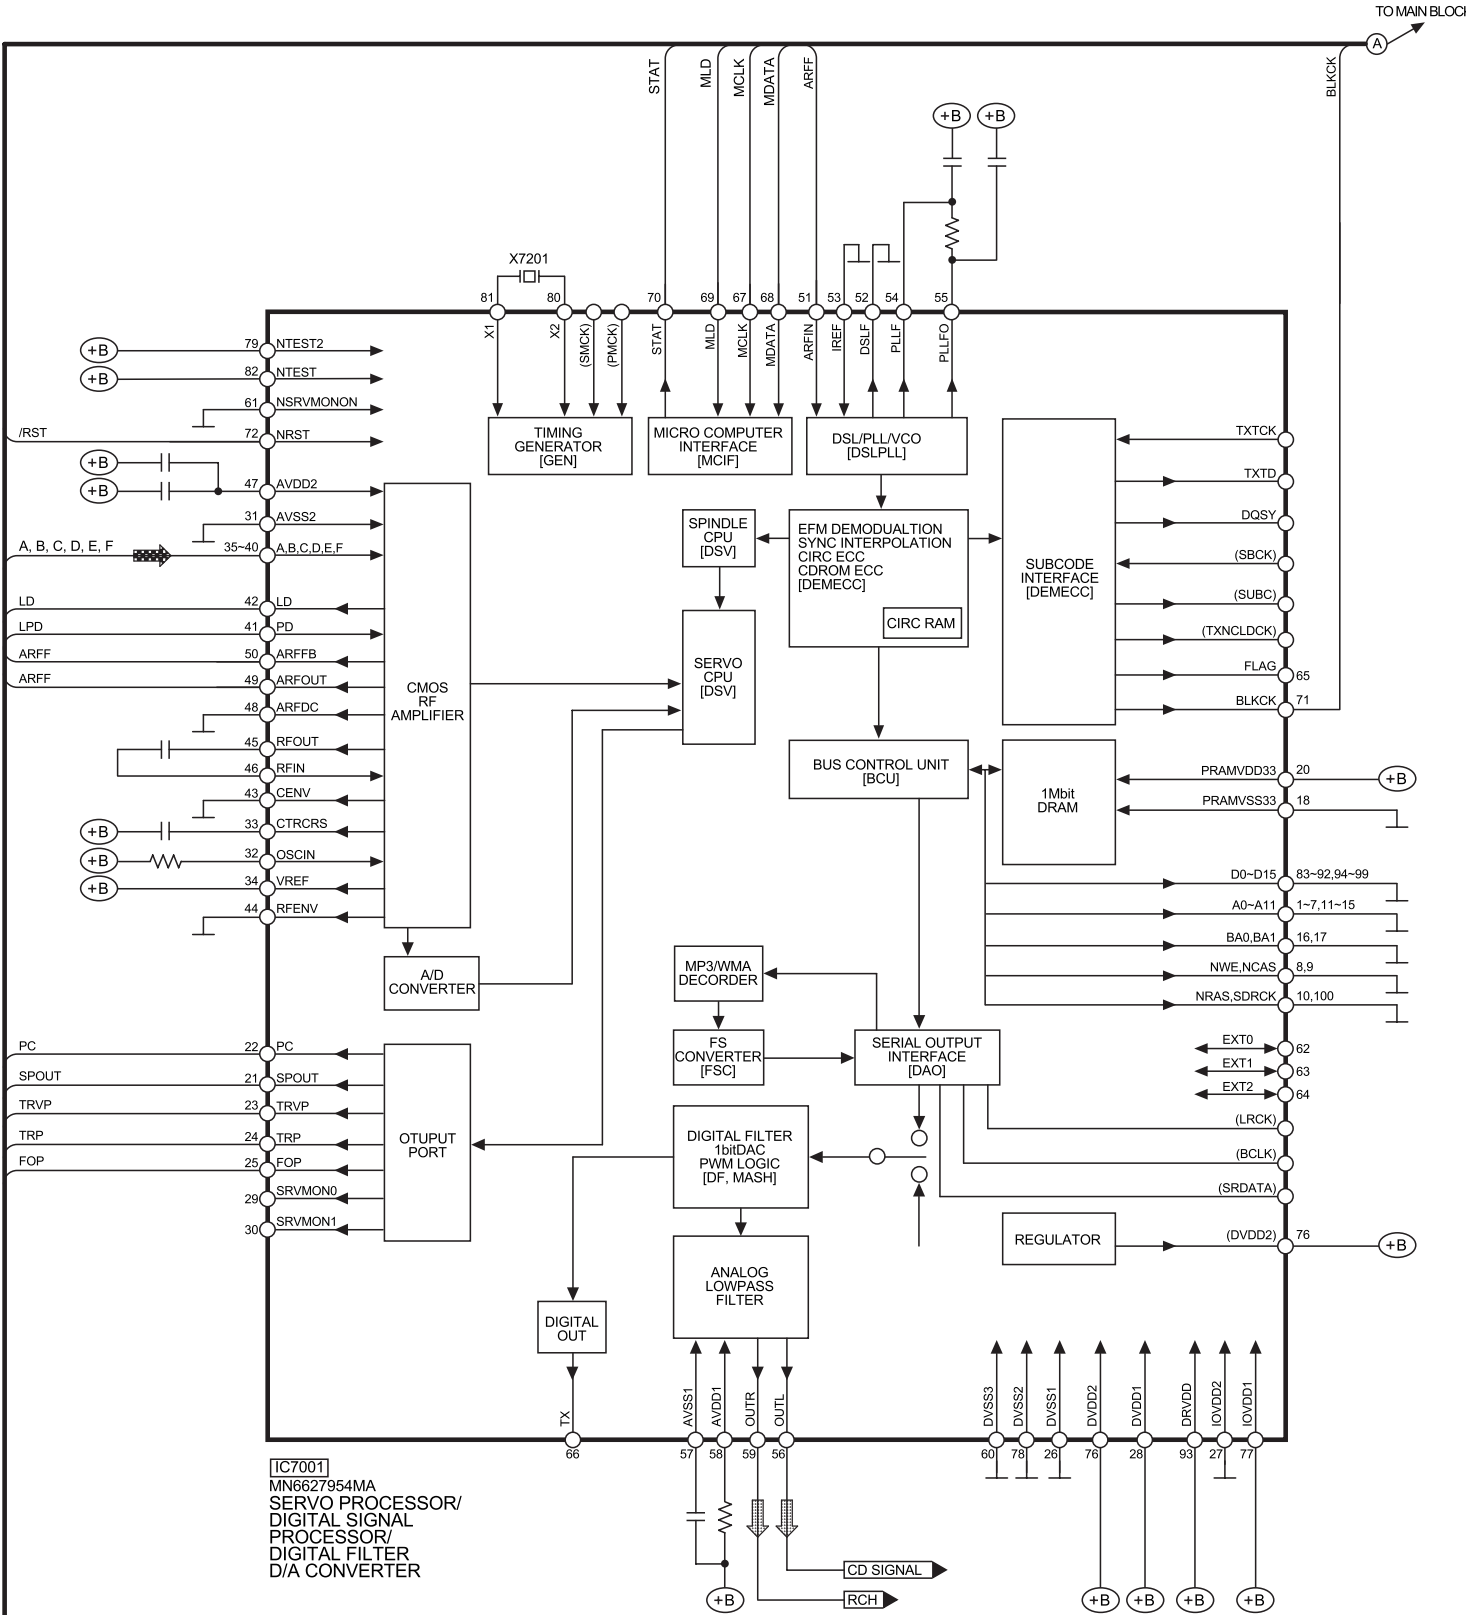 TO MAIN BLOCK
A
STAT
MLD
MCLK
MDATA
ARFF
BLKCK
+B
+B
X7201
81
80
70
69
67
68
51
53
52
54
55
X1
X2
(SMCK)
(PMCK)
STAT
MLD
MCLK
MDATA
ARFIN
IREF
DSLF
PLLF
PLLFO
+B
79
NTEST2
+B
82
NTEST
61
NSRVMONON
/RST
72
NRST
+B
+B
47
AVDD2
31
AVSS2
A, B, C, D, E, F
35~40
A,B,C,D,E,F
LD
42
LD
LPD
41
PD
ARFF
50
ARFFB
ARFF
49
ARFOUT
48
ARFDC
45
RFOUT
46
RFIN
43
CENV
+B
33
CTRCRS
+B
32
OSCIN
+B
34
VREF
44
RFENV
CMOS
RF
AMPLIFIER
A/D
CONVERTER
TIMING
GENERATOR
[GEN]
MICRO COMPUTER
INTERFACE
[MCIF]
DSL/PLL/VCO
[DSLPLL]
SPINDLE
CPU
[DSV]
SERVO
CPU
[DSV]
EFM DEMODUALTION
SYNC INTERPOLATION
CIRC ECC
CDROM ECC
[DEMECC]
CIRC RAM
SUBCODE
INTERFACE
[DEMECC]
TXTCK
TXTD
DQSY
(SBCK)
(SUBC)
(TXNCLDCK)
FLAG
65
BLKCK
71
BUS CONTROL UNIT
[BCU]
1Mbit
DRAM
PRAMVDD33
20
+B
PRAMVSS33
18
D0~D15
83~92,94~99
A0~A11
1~7,11~15
BA0,BA1
16,17
NWE,NCAS
8,9
NRAS,SDRCK
10,100
EXT0
62
EXT1
63
EXT2
64
(LRCK)
(BCLK)
(SRDATA)
MP3/WMA
DECORDER
FS
CONVERTER
[FSC]
SERIAL OUTPUT
INTERFACE
[DAO]
DIGITAL FILTER
1bitDAC
PWM LOGIC
[DF, MASH]
ANALOG
LOWPASS
FILTER
REGULATOR
(DVDD2)
76
+B
PC
22
PC
SPOUT
21
SPOUT
TRVP
23
TRVP
TRP
24
TRP
FOP
25
FOP
29
SRVMON0
30
SRVMON1
OTUPUT
PORT
DIGITAL
OUT
TX
AVSS1
AVDD1
OUTR
OUTL
DVSS3
DVSS2
DVSS1
DVDD2
DVDD1
DRVDD
IOVDD2
IOVDD1
66
57
58
59
56
60
78
26
76
28
93
27
77
IC7001
MN6627954MA
SERVO PROCESSOR/
DIGITAL SIGNAL
PROCESSOR/
DIGITAL FILTER
D/A CONVERTER
CD SIGNAL
RCH
+B
+B
+B
+B
+B